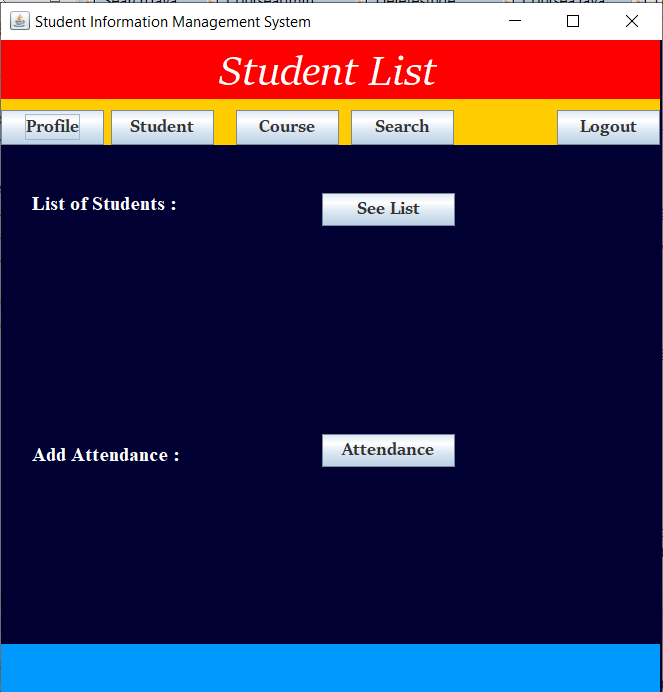 Student Information Management System
Student List
Profile Student Course Search Logout
List of Students : See List
Add Attendance : Attendance